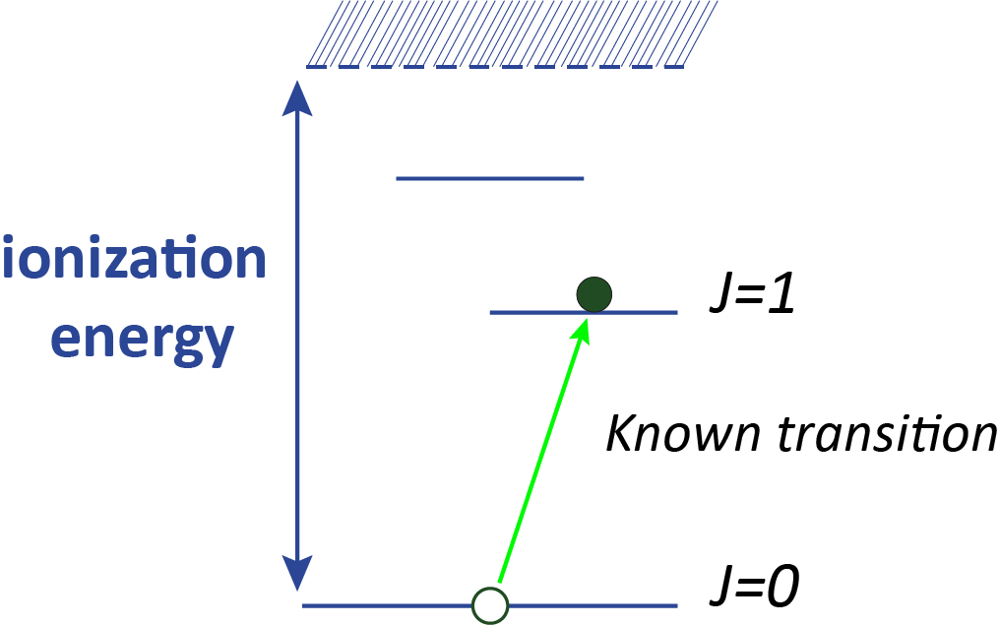 ionization
energy
J=1
Known transition
J=0